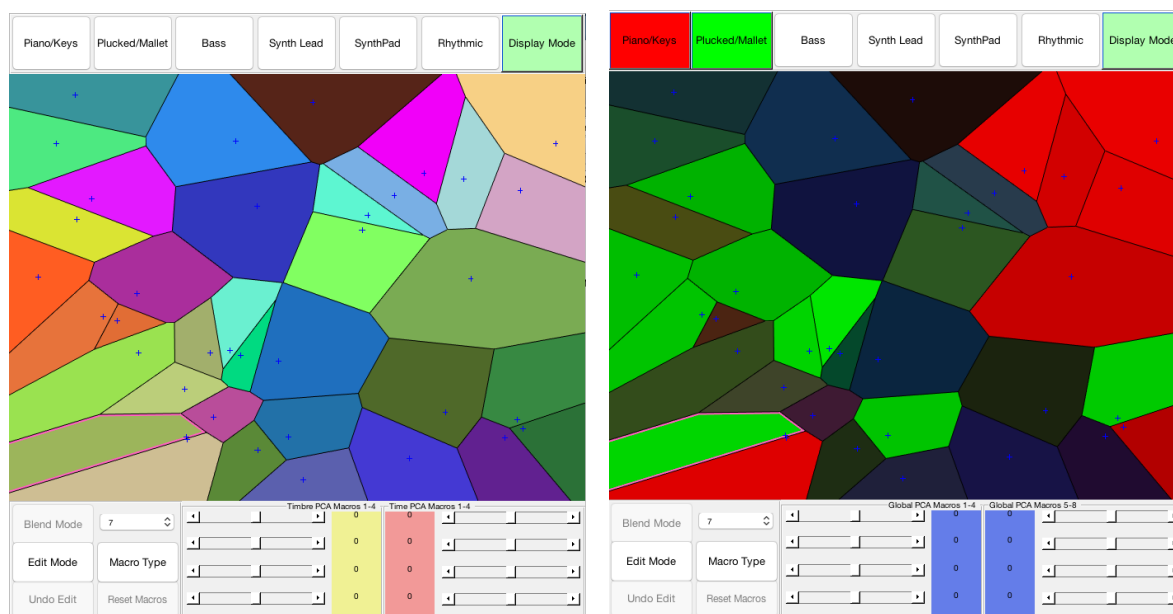 Piano/Keys Plucked/Mallet Bass Synth Lead SynthPad Rhythmic Display Mode
Timbre PCA Macros 1-4 Time PCA Macros 1-4
Blend Mode 7 0 0
0 0
Edit Mode Macro Type 0 0
Undo Edit Reset Macros 0 0
Piano/Keys Plucked/Mallet Bass Synth Lead SynthPad Rhythmic Display Mode
Global PCA Macros 1-4 Global PCA Macros 5-8
Blend Mode 7 0 0
0 0
Edit Mode Macro Type 0 0
Undo Edit Reset Macros 0 0